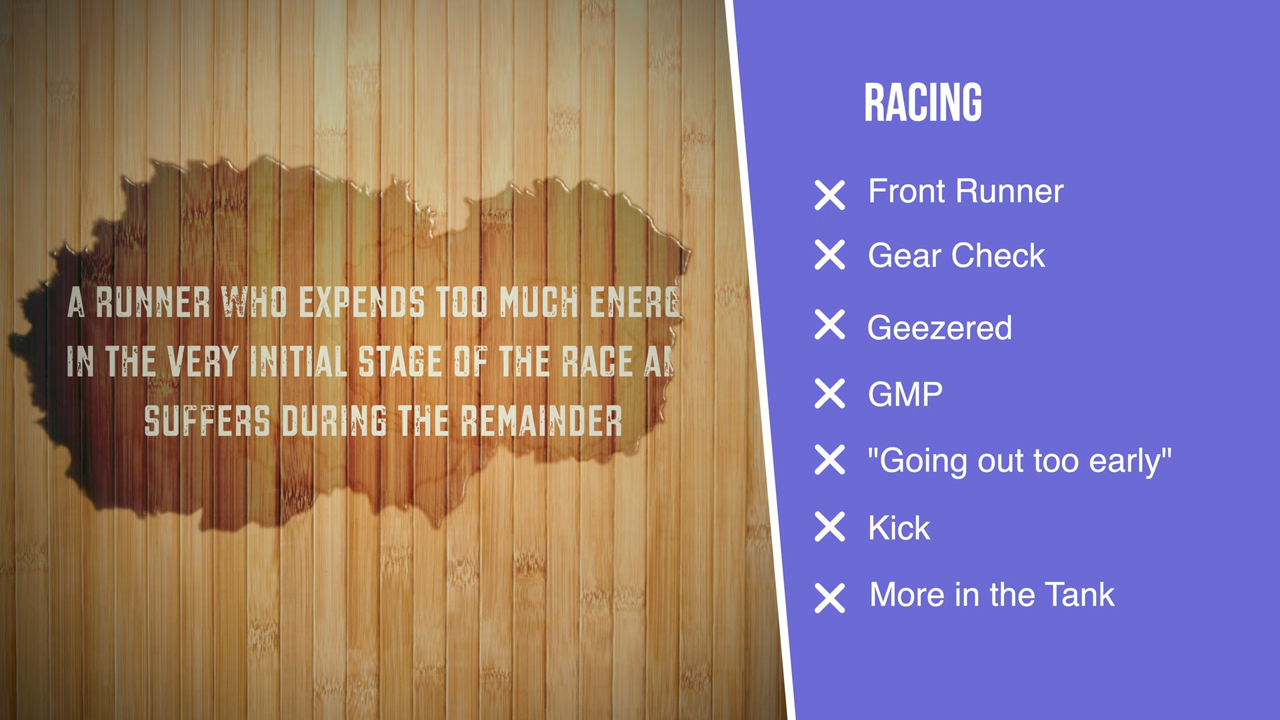 A RUNNER WHO EXPENDS TOO MUCH
IN THE VERY INITIAL STAGE OF THE RACE
SUFFERS DURING THE REMAINDER
RACING
Front Runner
Gear Check
Geezered
GMP
"Going out too early"
Kick
More in the Tank